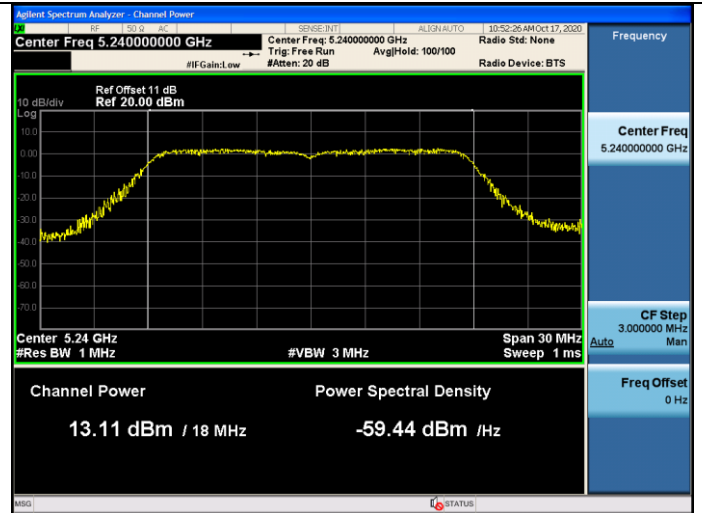 Agilent Spectrum Analyzer - Channel Power
RF 50 Ω AC SENSE:INT ALIGN AUTO 10:52:26 AM Oct 17, 2020
Center Freq 5.240000000 GHz
Center Freq: 5.240000000 GHz Radio Std: None
Trig: Free Run Avg|Hold: 100/100
#IFGain:Low #Atten: 20 dB Radio Device: BTS
Ref Offset 11 dB
10 dB/div Ref 20.00 dBm
Log
10.0
0.00
-10.0
-20.0
-30.0
-40.0
-50.0
-60.0
-70.0
Center 5.24 GHz Span 30 MHz
#Res BW 1 MHz #VBW 3 MHz Sweep 1 ms
Channel Power Power Spectral Density
13.11 dBm / 18 MHz -59.44 dBm /Hz
Frequency
Center Freq
5.240000000 GHz
CF Step
3.000000 MHz
Auto Man
Freq Offset
0 Hz
MSG STATUS